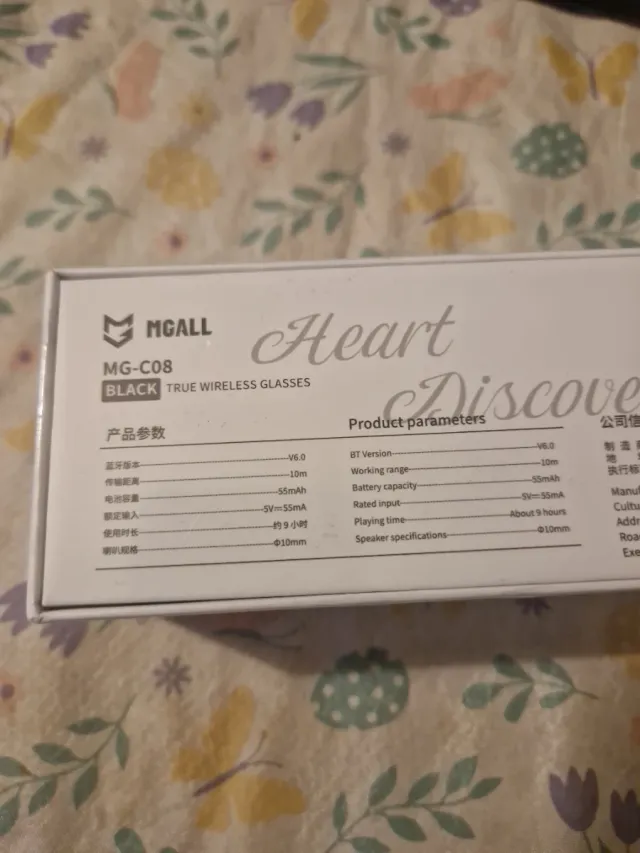 MGALL
Heart
MG-C08
BLACK TRUE WIRELESS GLASSES
Discove
产品参数
蓝牙版本 V6.0
传输距离 10m
电池容量 55mAh
额定输入 5V=55mA
使用时长 约9小时
喇叭规格 Φ10mm
Product parameters
BT Version V6.0
Working range 10m
Battery capacity 55mAh
Rated input 5V=55mA
Playing time About 9 hours
Speaker specifications Φ10mm
公司信
制 造
地
执行标
Manuf
Cultu
Addr
Roa
Exe